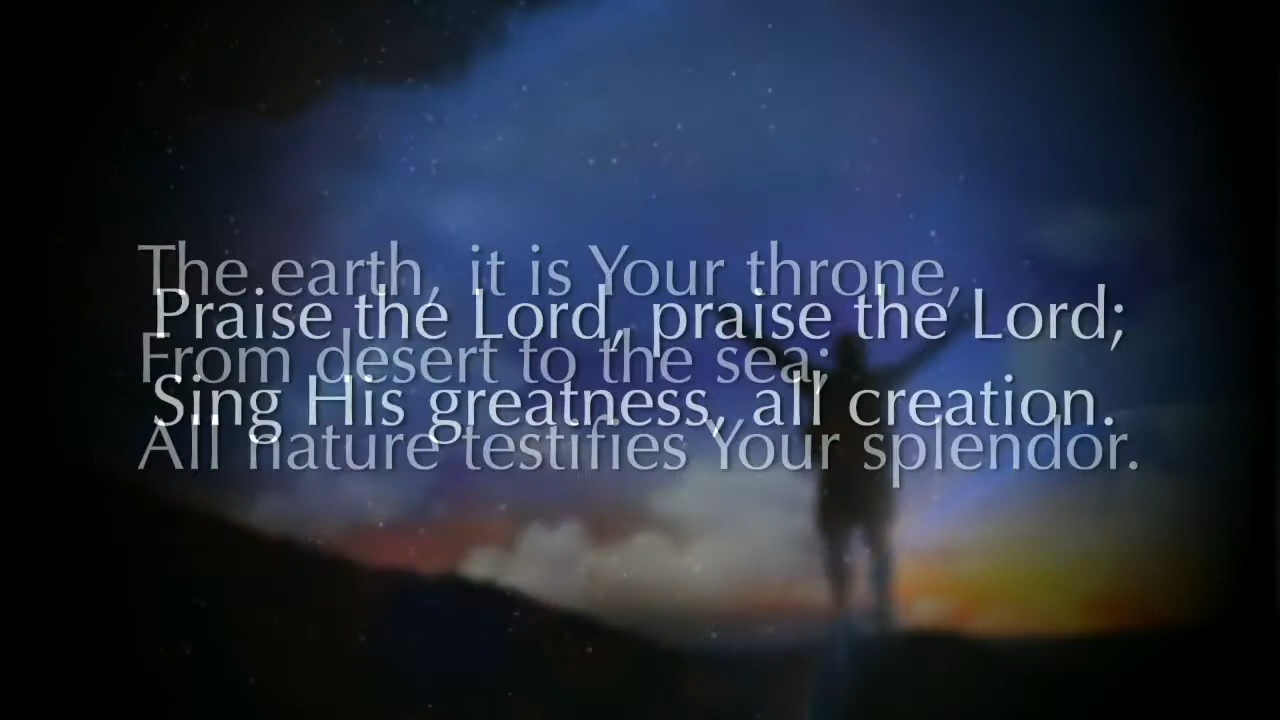 The earth, it is Your throne,
Praise the Lord, praise the Lord;
From desert to the sea;
Sing His greatness, all creation.
All nature testifies Your splendor.